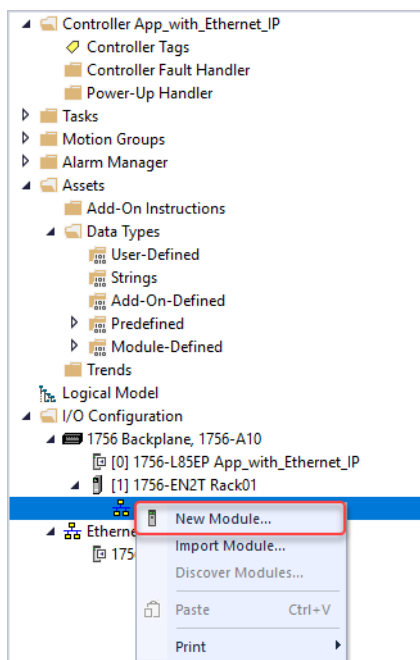 Controller App_with_Ethernet_IP
Controller Tags
Controller Fault Handler
Power-Up Handler
Tasks
Motion Groups
Alarm Manager
Assets
Add-On Instructions
Data Types
User-Defined
Strings
Add-On-Defined
Predefined
Module-Defined
Trends
Logical Model
I/O Configuration
1756 Backplane, 1756-A10
[0] 1756-L85EP App_with_Ethernet_IP
[1] 1756-EN2T Rack01
New Module...
Etherne
Import Module...
[ 175
Discover Modules...
Paste Ctrl+V
Print